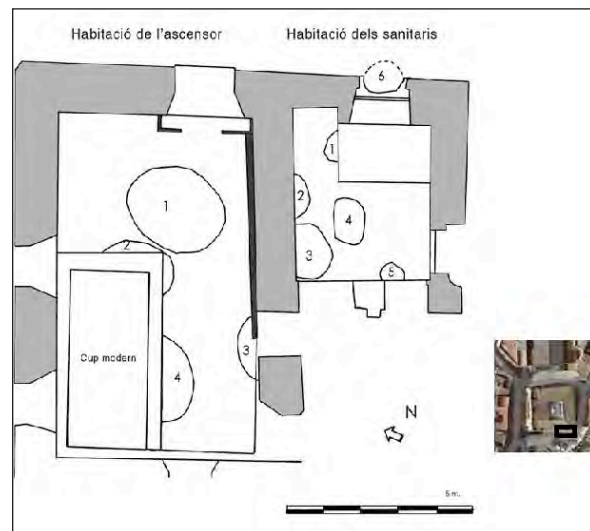 Habitació de l'ascensor
Habitació dels sanitaris
6
1
1
2
4
2
3
5
3
4
Cup modern
N
5 m.